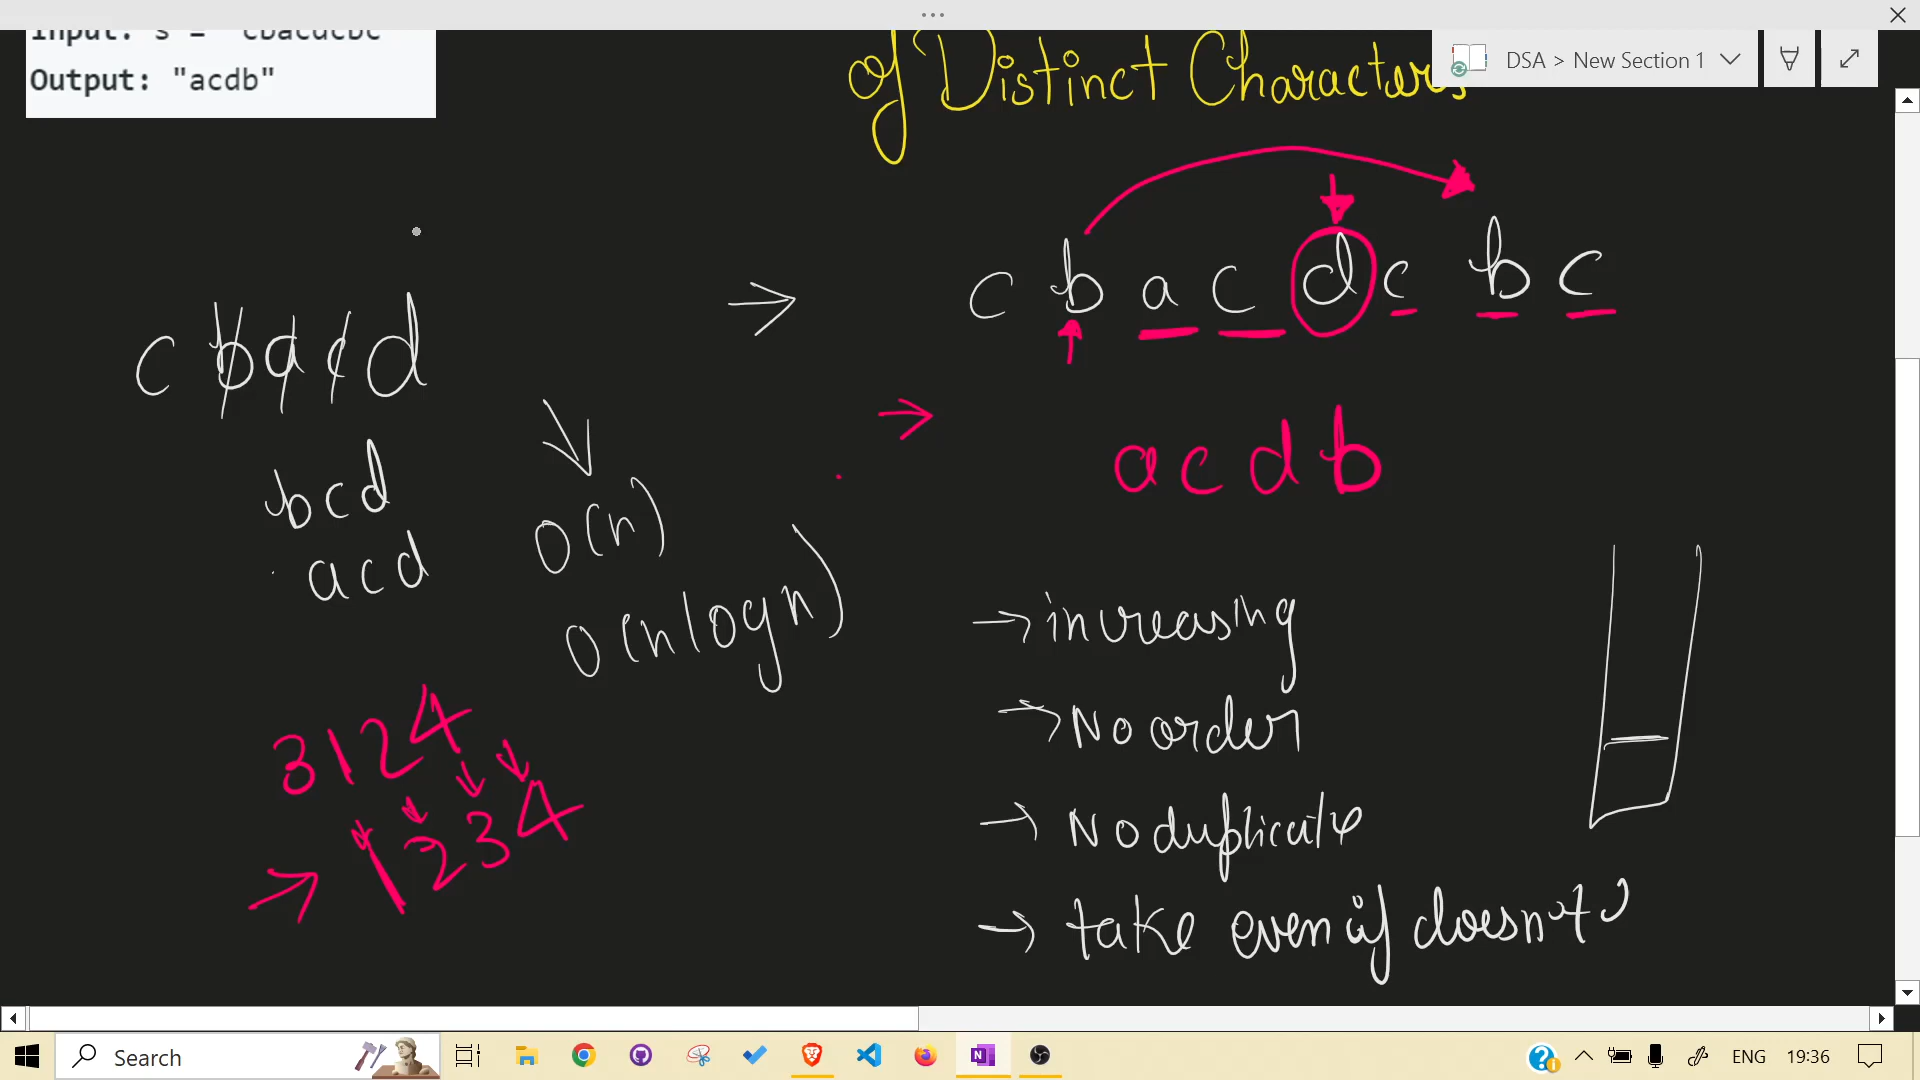 Output: "acdb"
of Distinct Characters
DSA > New Section 1
c b a c d c b c
c b a c d
a c d b
bcd
acd
O(n)
O(nlogn)
→ increasing
→ No order
→ No duplicate
→ take even if doesn't
3124
→ 1234
Search
ENG 19:36